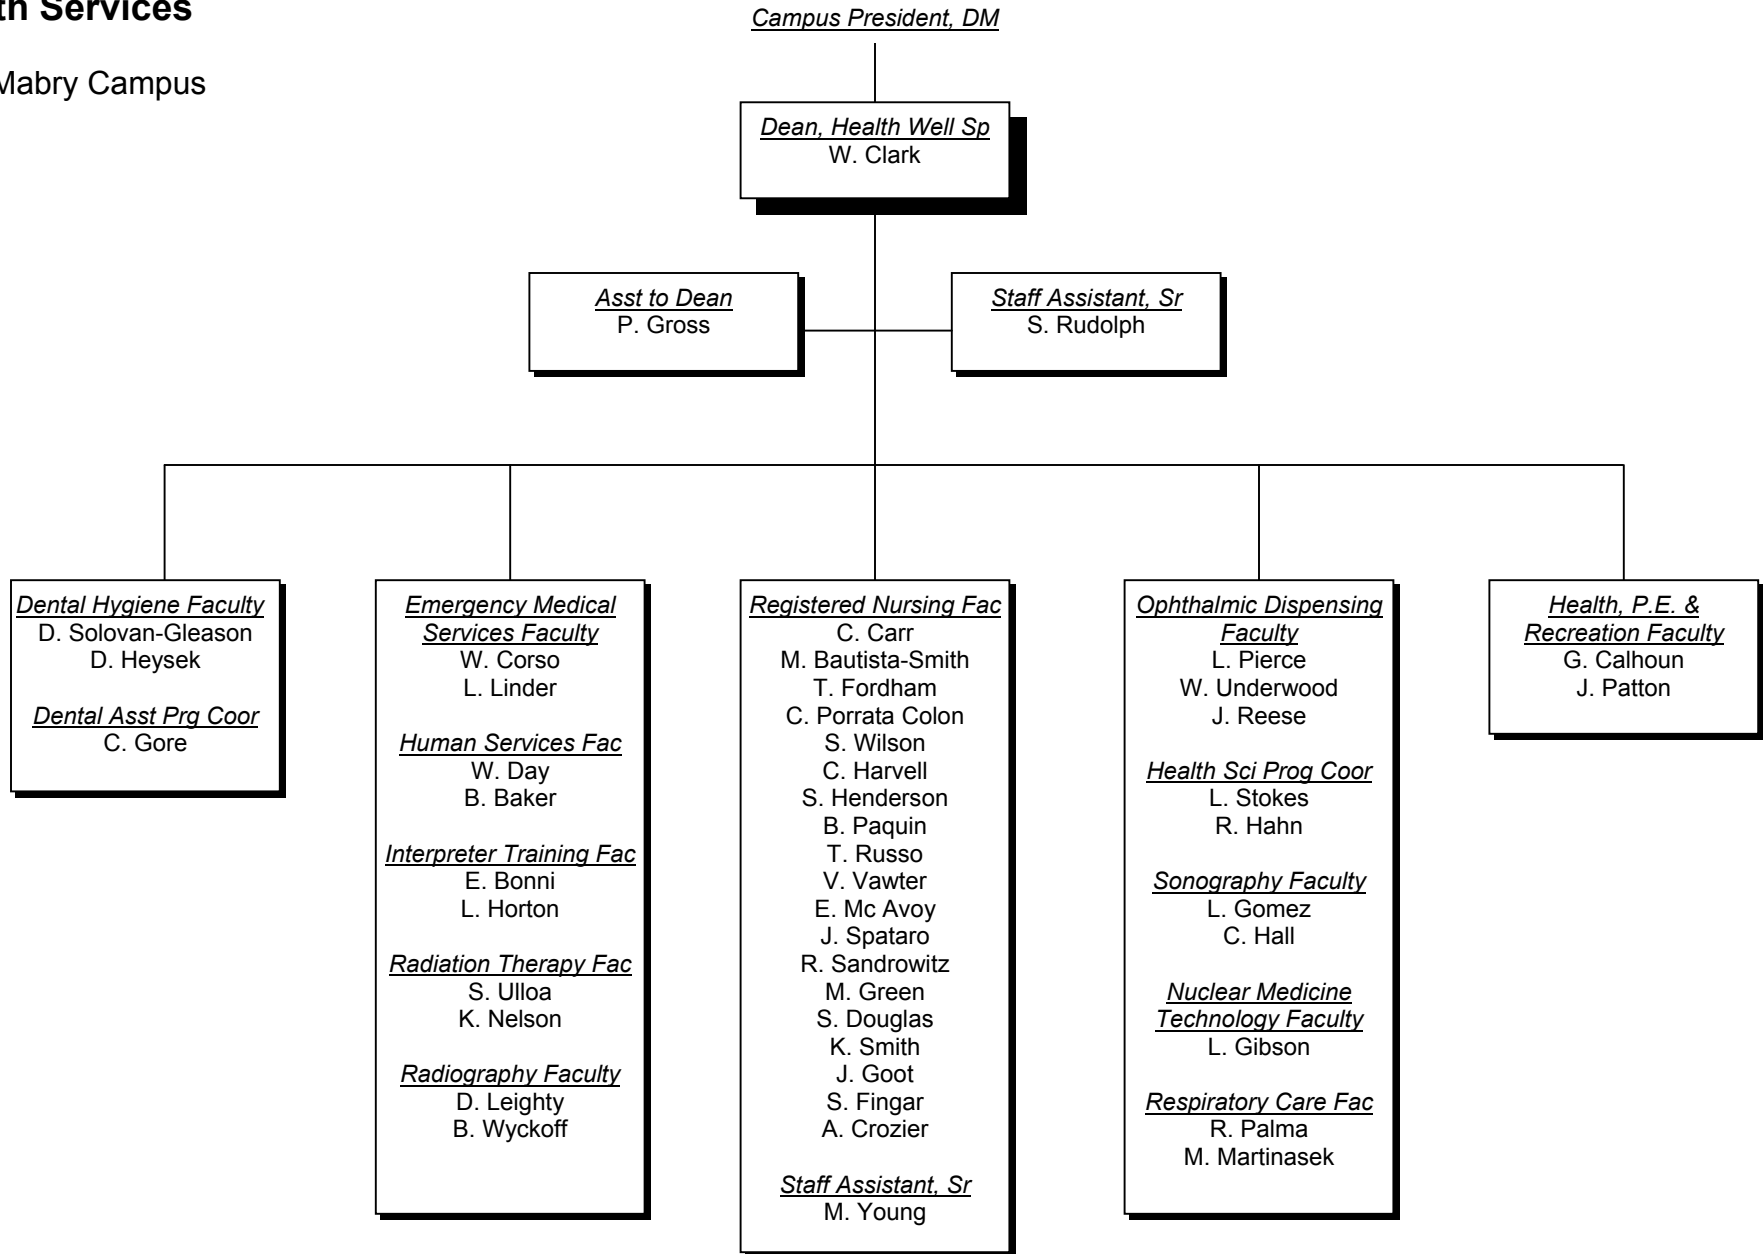 th Services
Mabry Campus
Campus President, DM
Dean, Health Well Sp
W. Clark
Asst to Dean
P. Gross
Staff Assistant, Sr
S. Rudolph
Dental Hygiene Faculty
D. Solovan-Gleason
D. Heysek
Dental Asst Prg Coor
C. Gore
Emergency Medical
Services Faculty
W. Corso
L. Linder
Human Services Fac
W. Day
B. Baker
Interpreter Training Fac
E. Bonni
L. Horton
Radiation Therapy Fac
S. Ulloa
K. Nelson
Radiography Faculty
D. Leighty
B. Wyckoff
Registered Nursing Fac
C. Carr
M. Bautista-Smith
T. Fordham
C. Porrata Colon
S. Wilson
C. Harvell
S. Henderson
B. Paquin
T. Russo
V. Vawter
E. Mc Avoy
J. Spataro
R. Sandrowitz
M. Green
S. Douglas
K. Smith
J. Goot
S. Fingar
A. Crozier
Staff Assistant, Sr
M. Young
Ophthalmic Dispensing
Faculty
L. Pierce
W. Underwood
J. Reese
Health Sci Prog Coor
L. Stokes
R. Hahn
Sonography Faculty
L. Gomez
C. Hall
Nuclear Medicine
Technology Faculty
L. Gibson
Respiratory Care Fac
R. Palma
M. Martinasek
Health, P.E. &
Recreation Faculty
G. Calhoun
J. Patton